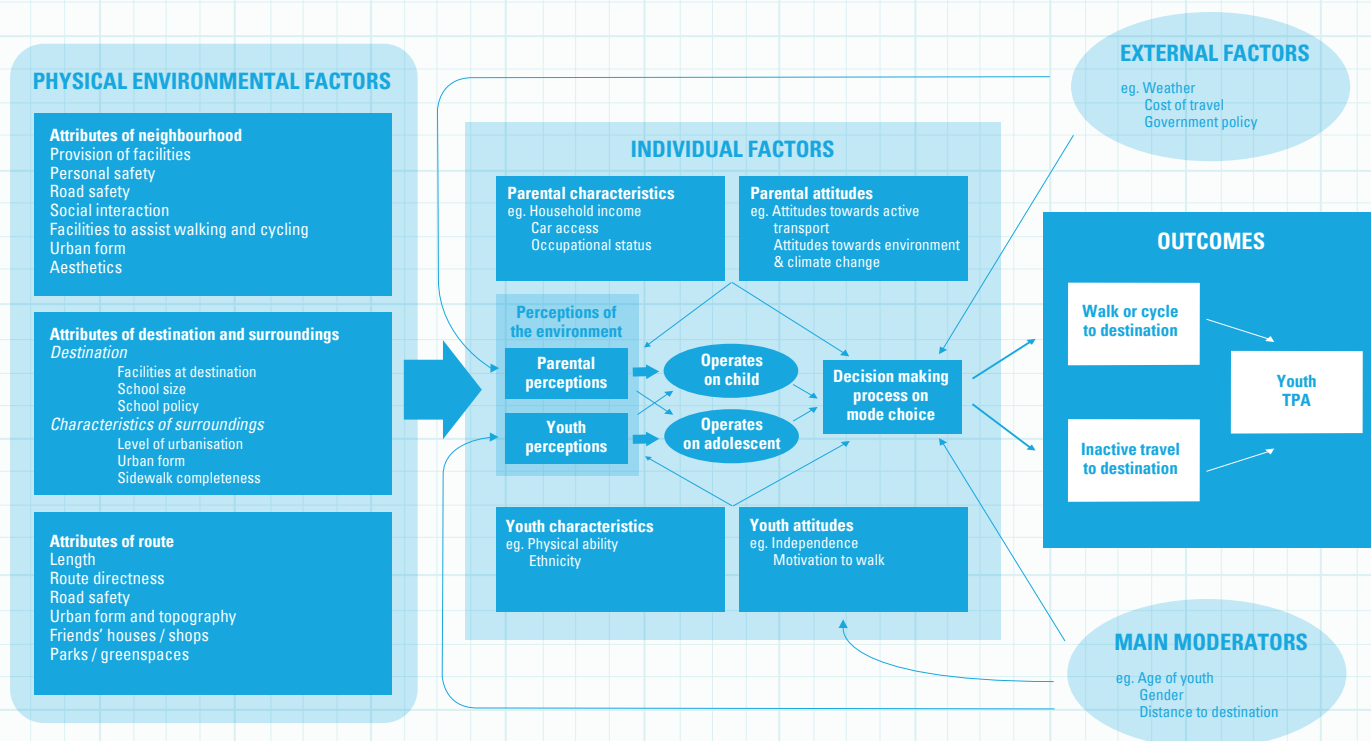 PHYSICAL ENVIRONMENTAL FACTORS
Attributes of neighbourhood
Provision of facilities
Personal safety
Road safety
Social interaction
Facilities to assist walking and cycling
Urban form
Aesthetics
Attributes of destination and surroundings
Destination
Facilities at destination
School size
School policy
Characteristics of surroundings
Level of urbanisation
Urban form
Sidewalk completeness
Attributes of route
Length
Route directness
Road safety
Urban form and topography
Friends' houses / shops
Parks / greenspaces
INDIVIDUAL FACTORS
Parental characteristics
eg. Household income
Car access
Occupational status
Parental attitudes
eg. Attitudes towards active
transport
Attitudes towards environment
& climate change
Perceptions of
the environment
Parental
perceptions
Youth
perceptions
Operates
on child
Operates
on adolescent
Decision making
process on
mode choice
Youth characteristics
eg. Physical ability
Ethnicity
Youth attitudes
eg. Independence
Motivation to walk
EXTERNAL FACTORS
eg. Weather
Cost of travel
Government policy
OUTCOMES
Walk or cycle
to destination
Inactive travel
to destination
Youth
TPA
MAIN MODERATORS
eg. Age of youth
Gender
Distance to destination